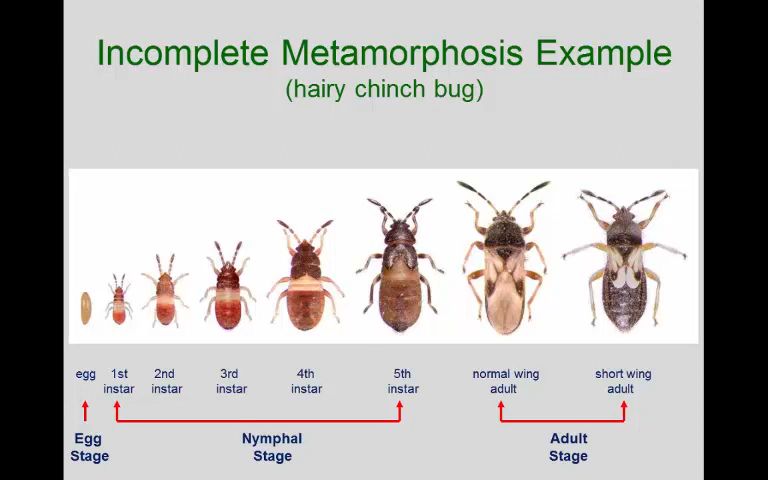 Incomplete Metamorphosis Example
(hairy chinch bug)
egg 1st instar 2nd instar 3rd instar 4th instar 5th instar normal wing adult short wing adult
Egg Stage
Nymphal Stage
Adult Stage